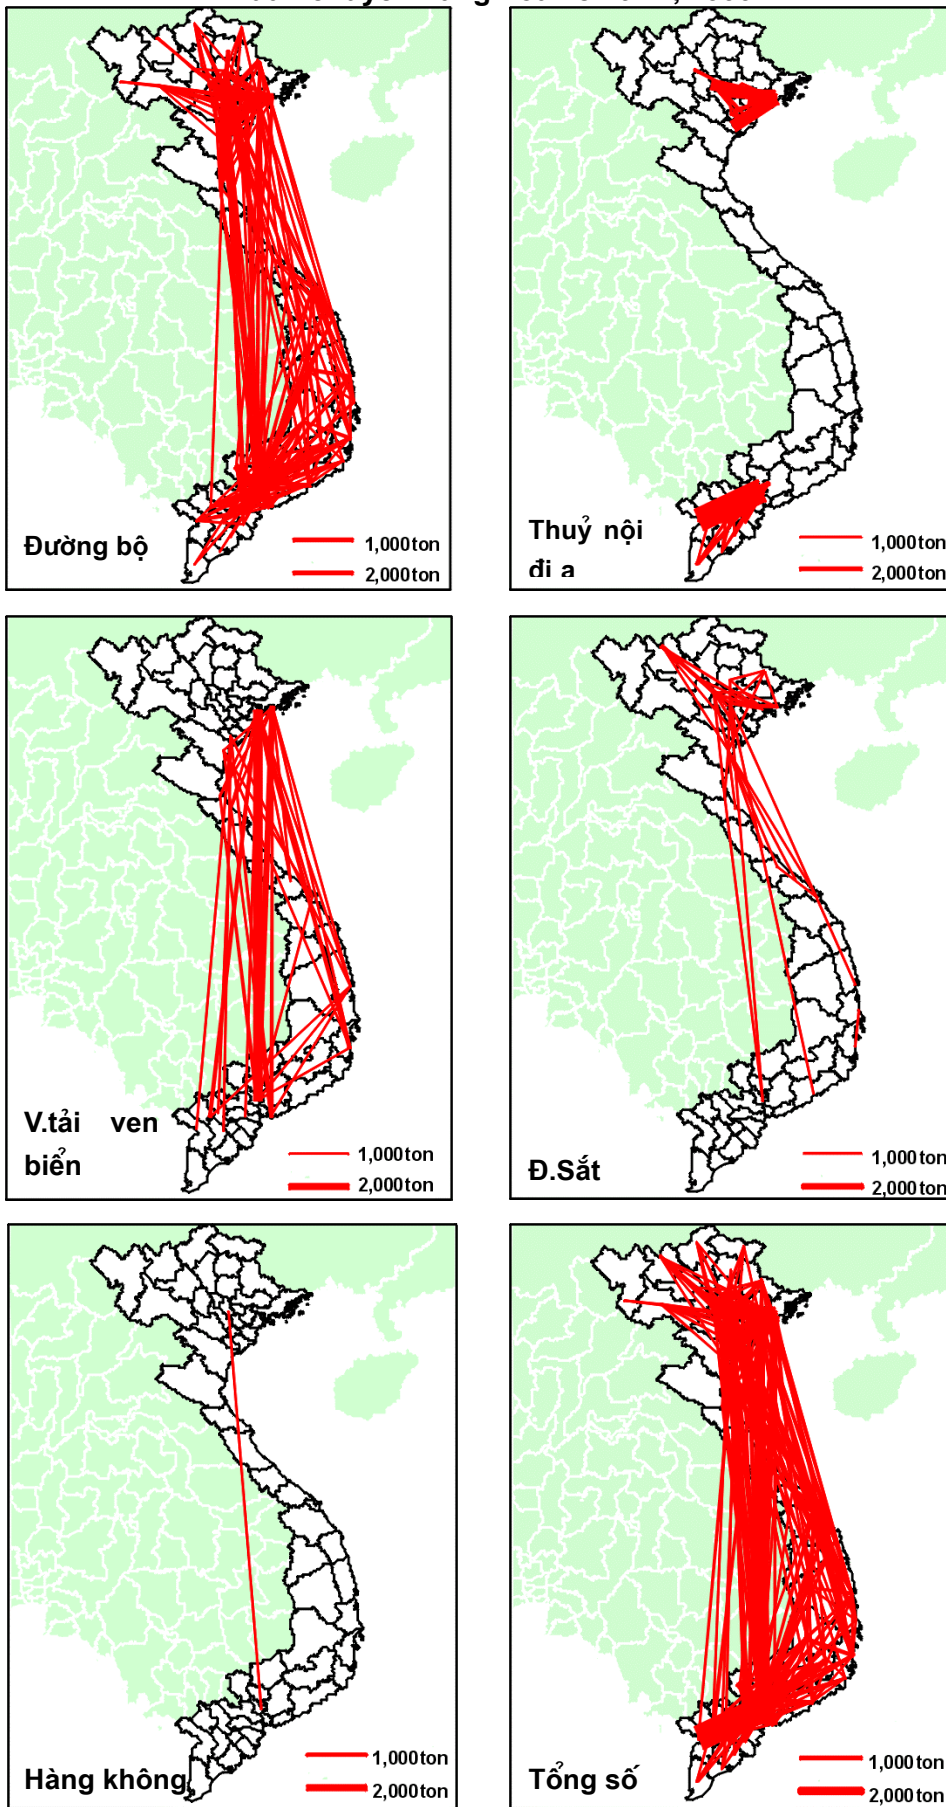 Đường bộ
1,000ton
2,000ton
Thuỷ nội
đị a
1,000ton
2,000ton
V.tải ven
biển
1,000ton
2,000ton
Đ.Sắt
1,000ton
2,000ton
Hàng không
1,000ton
2,000ton
Tổng số
1,000ton
2,000ton